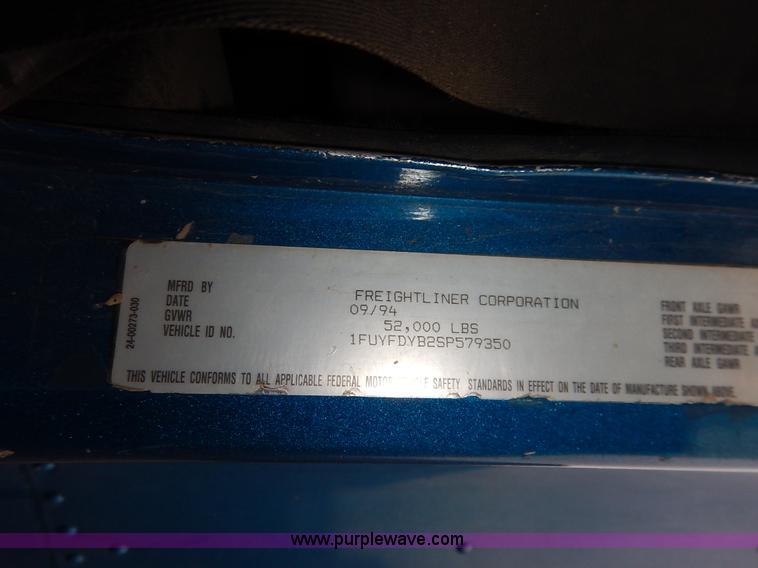 MFRD BY FREIGHTLINER CORPORATION
DATE 09/94
GVWR 52,000 LBS
VEHICLE ID NO. 1FUYFDYB2SP579350
24-00273-030
FRONT AXLE GAWR
FIRST INTERMEDIATE
SECOND INTERMEDIATE
THIRD INTERMEDIATE
REAR AXLE GAWR
THIS VEHICLE CONFORMS TO ALL APPLICABLE FEDERAL MOTOR VEHICLE SAFETY STANDARDS IN EFFECT ON THE DATE OF MANUFACTURE SHOWN ABOVE.
www.purplewave.com